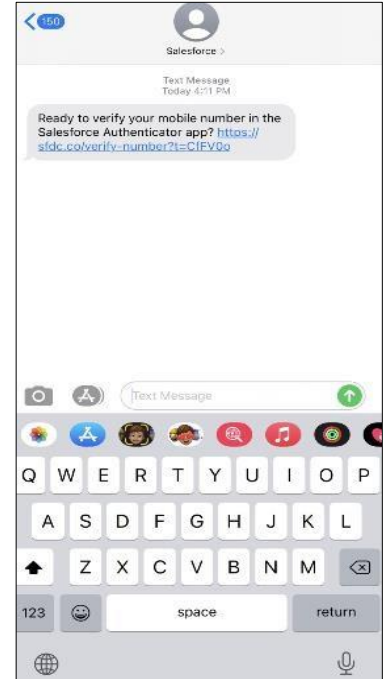 150
Salesforce >
Text Message
Today 4:11 PM
Ready to verify your mobile number in the
Salesforce Authenticator app? https://
sfdc.co/verify-number?t=CfFV0o
Text Message
Q W E R T Y U I O P
A S D F G H J K L
Z X C V B N M
123 space return